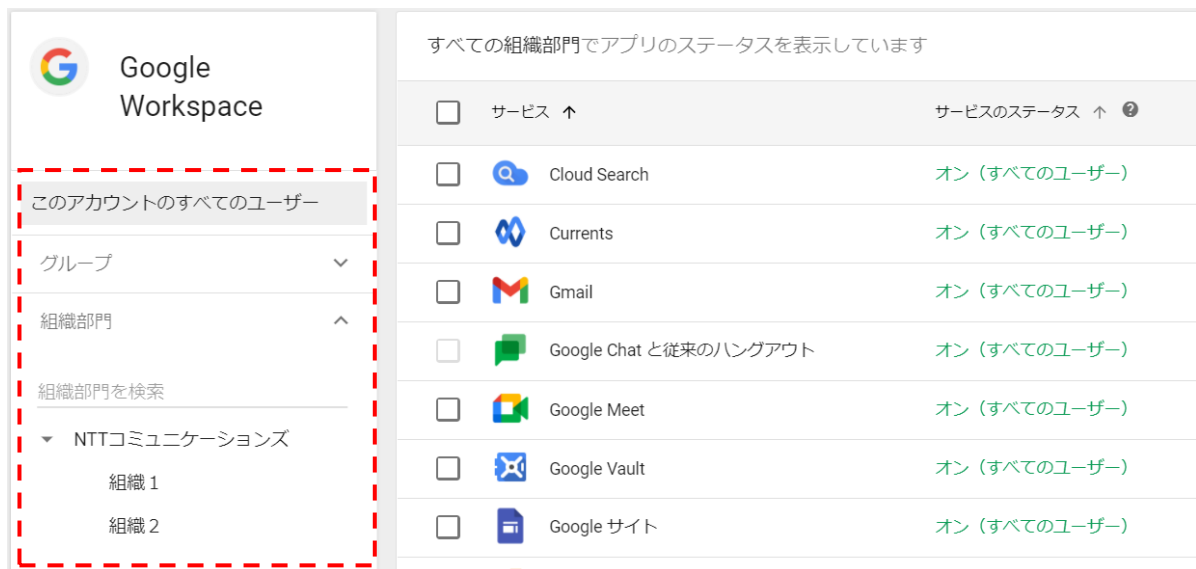 Google
Workspace
このアカウントのすべてのユーザー
グループ
組織部門
組織部門を検索
NTTコミュニケーションズ
組織 1
組織 2
すべての組織部門でアプリのステータスを表示しています
サービス ↑ サービスのステータス ↑ ?
Cloud Search オン（すべてのユーザー）
Currents オン（すべてのユーザー）
Gmail オン（すべてのユーザー）
Google Chat と従来のハングアウト オン（すべてのユーザー）
Google Meet オン（すべてのユーザー）
Google Vault オン（すべてのユーザー）
Google サイト オン（すべてのユーザー）